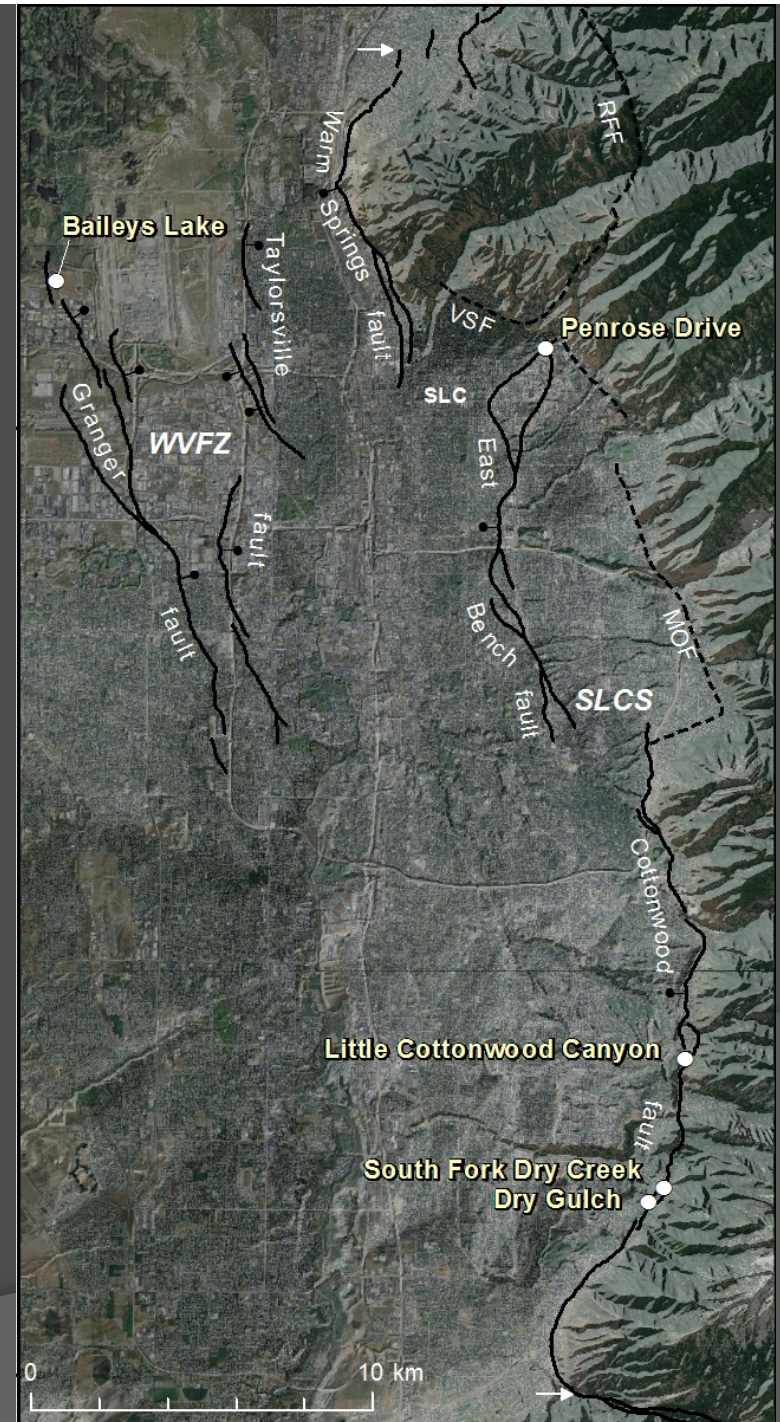 RFF
Warm
Springs
fault
Baileys Lake
Taylorsville
fault
VSF
Penrose Drive
SLC
Granger
fault
WVFZ
East
Bench
fault
MOF
SLCS
Cottonwood
fault
Little Cottonwood Canyon
South Fork Dry Creek
Dry Gulch
0 10 km